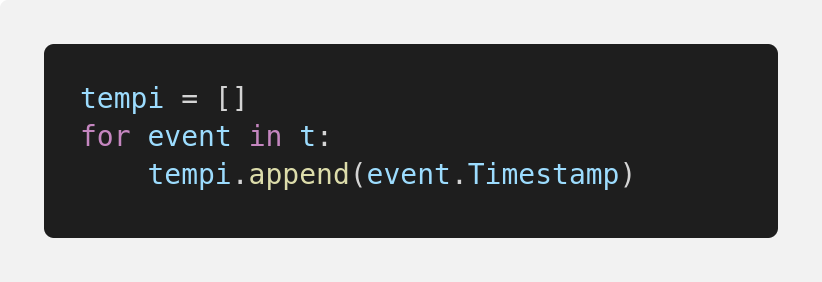 tempi = []
for event in t:
    tempi.append(event.Timestamp)